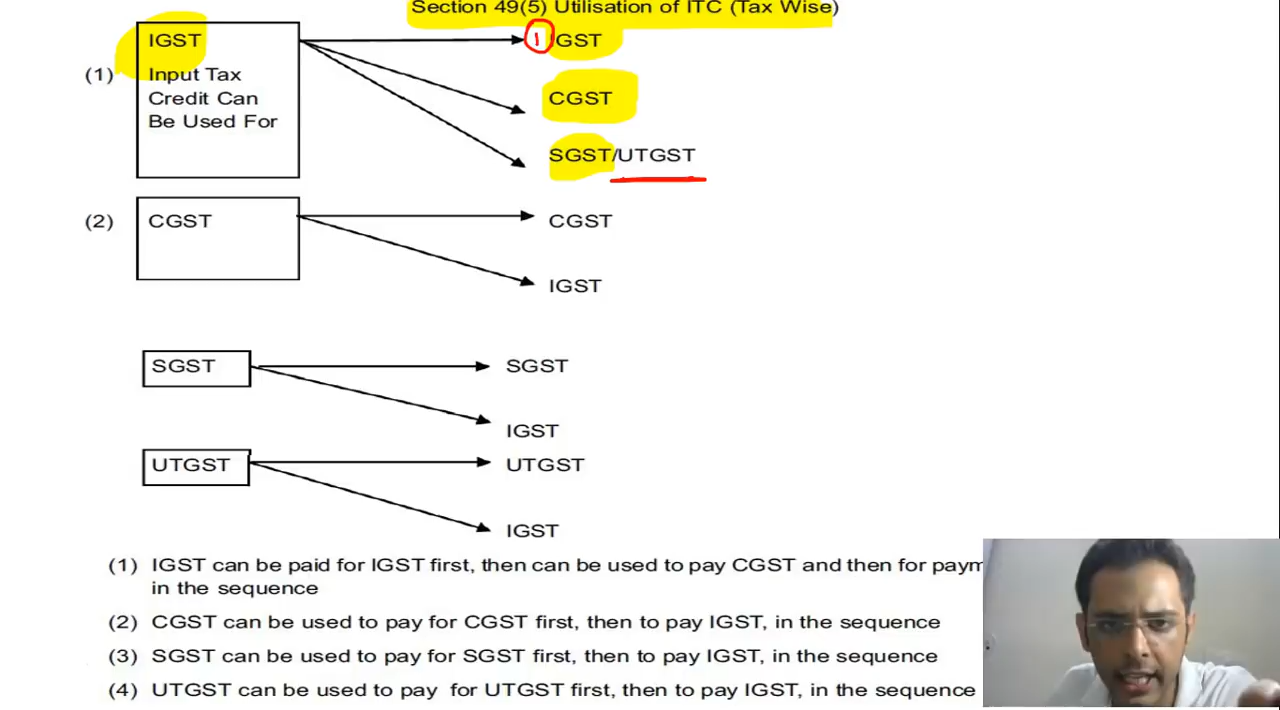 Section 49(5) Utilisation of ITC (Tax Wise)
IGST
IGST
(1)
Input Tax
Credit Can
Be Used For
CGST
SGST/UTGST
(2)
CGST
CGST
IGST
SGST
SGST
IGST
UTGST
UTGST
IGST
(1) IGST can be paid for IGST first, then can be used to pay CGST and then for
in the sequence
(2) CGST can be used to pay for CGST first, then to pay IGST, in the sequence
(3) SGST can be used to pay for SGST first, then to pay IGST, in the sequence
(4) UTGST can be used to pay for UTGST first, then to pay IGST, in the sequence